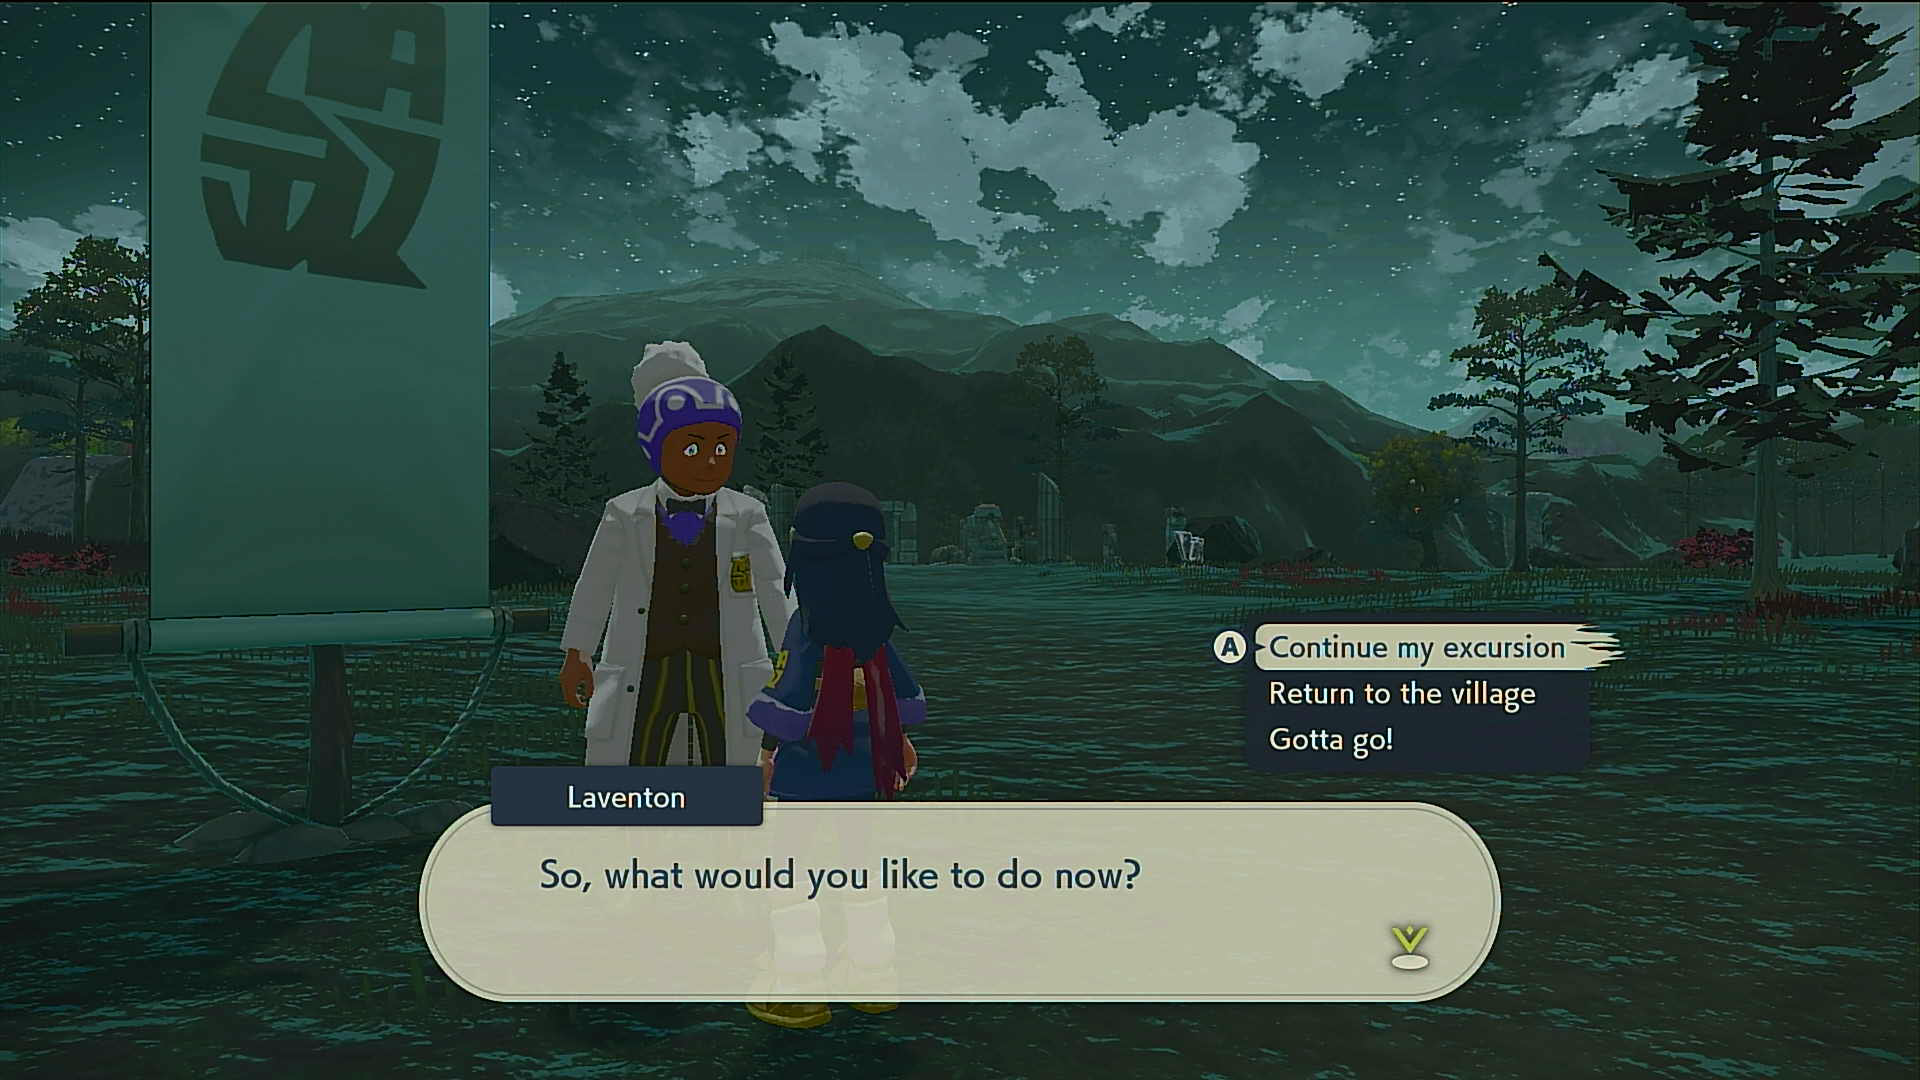 A
Continue my excursion
Return to the village
Gotta go!
Laventon
So, what would you like to do now?